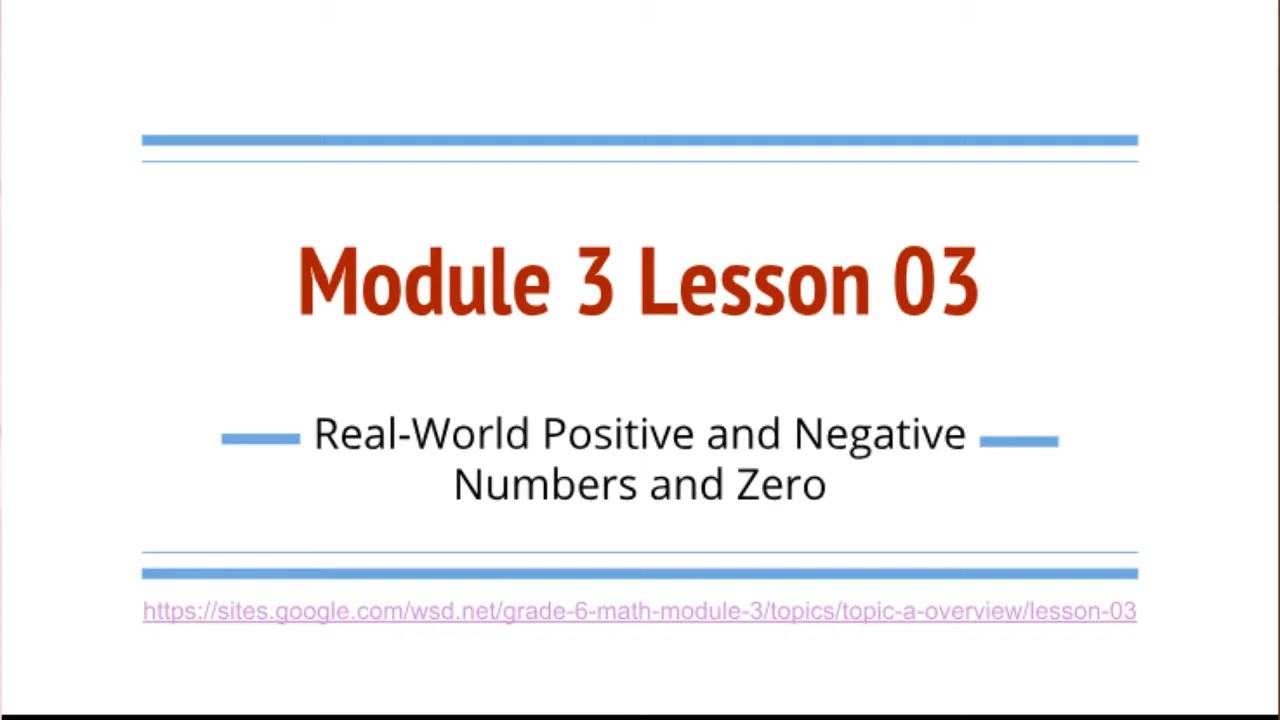 Module 3 Lesson 03
Real-World Positive and Negative
Numbers and Zero
https://sites.google.com/wsd.net/grade-6-math-module-3/topics/topic-a-overview/lesson-03